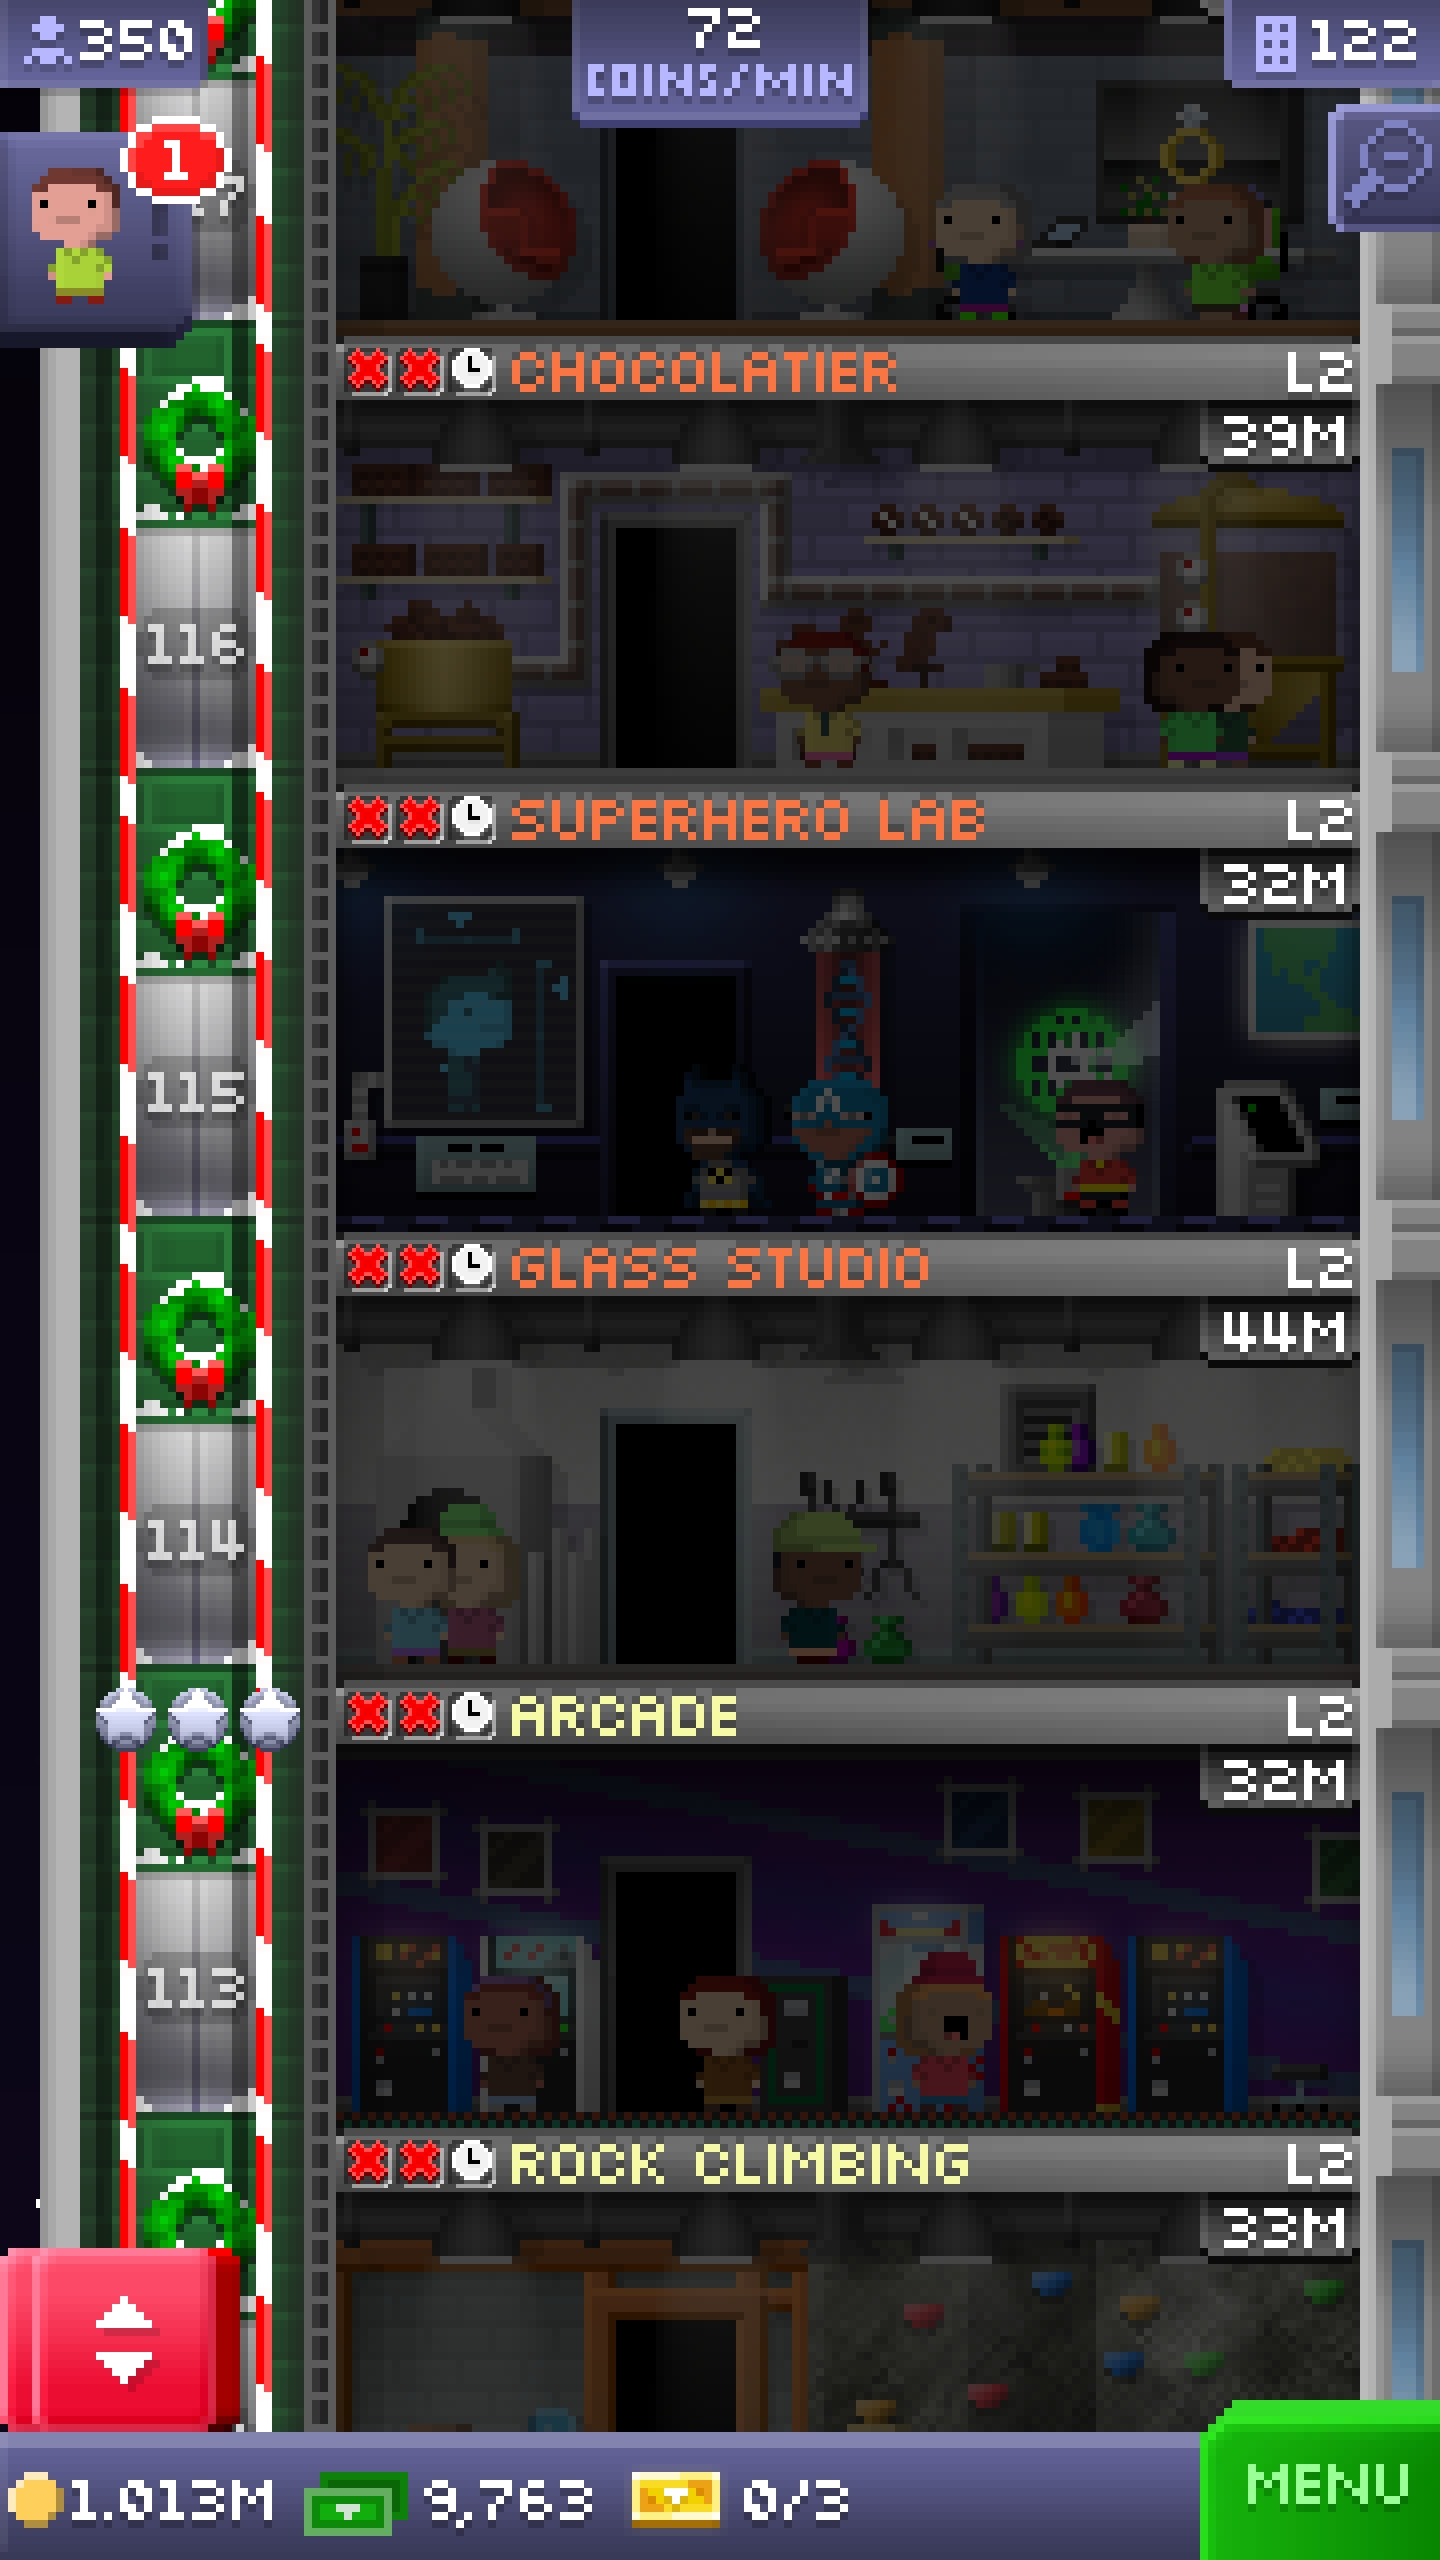 350
72
COINS/MIN
122
1
CHOCOLATIER L2
39M
116
SUPERHERO LAB L2
32M
115
GLASS STUDIO L2
44M
114
ARCADE L2
32M
113
ROCK CLIMBING L2
33M
1.013M 9,763 0/3
MENU